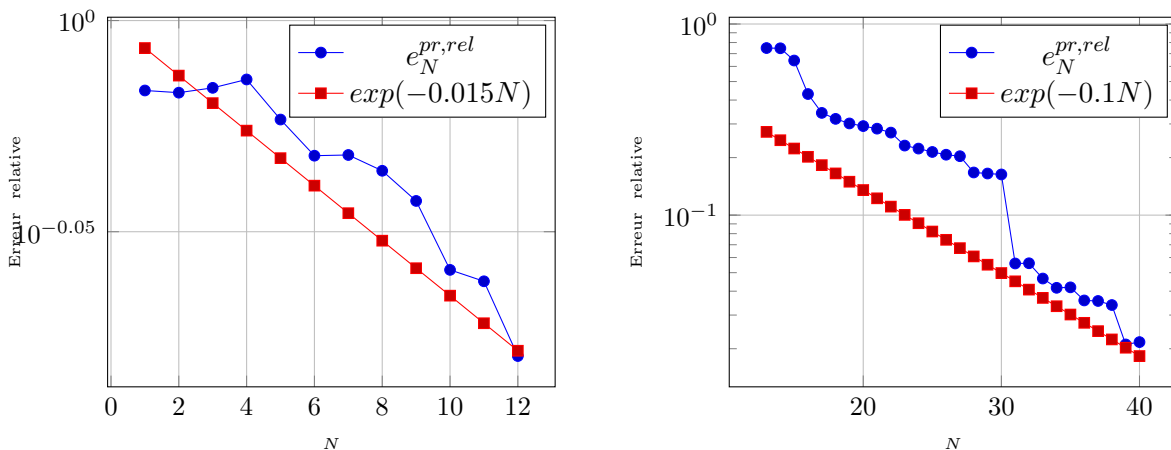 10^0
10^{-0.05}
Erreur relative
e_N^{pr,rel}
exp(-0.015N)
0 2 4 6 8 10 12
N
10^0
10^{-1}
Erreur relative
e_N^{pr,rel}
exp(-0.1N)
20 30 40
N